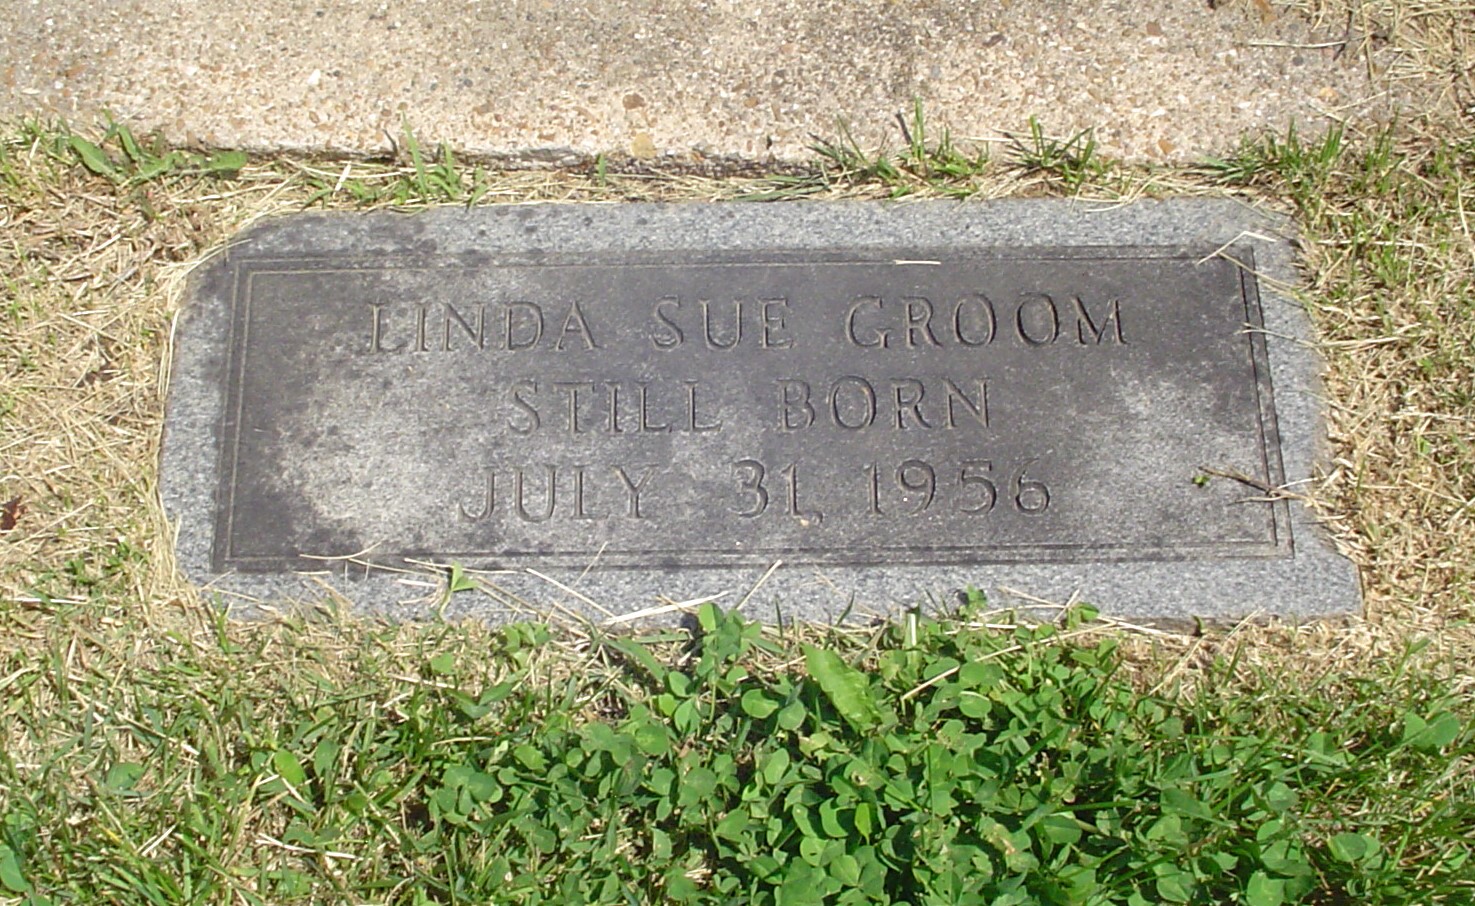 LINDA SUE GROOM
STILL BORN
JULY 31, 1956